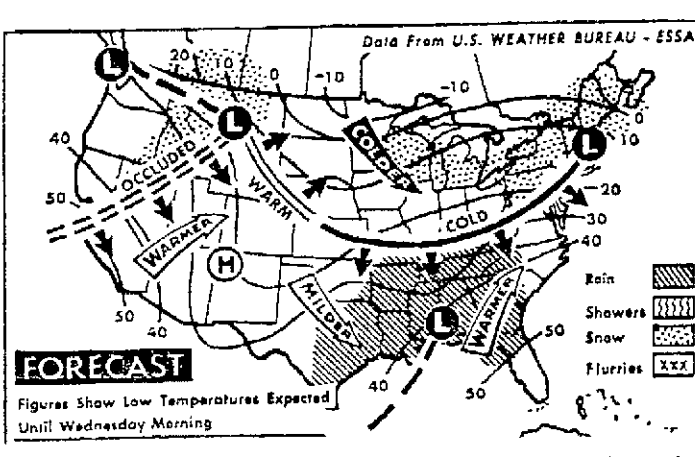 Data From U.S. WEATHER BUREAU - ESSA
L
20
10
0
-10
-10
0
L
10
40
L
L
50
OCCLUDED
WARM
COLDER
COLD
20
30
40
WARMER
H
MILDER
WARMER
L
50
40
50
40
50
Rain
Showers
Snow
Flurries
XXX
FORECAST
Figures Show Low Temperatures Expected
Until Wednesday Morning